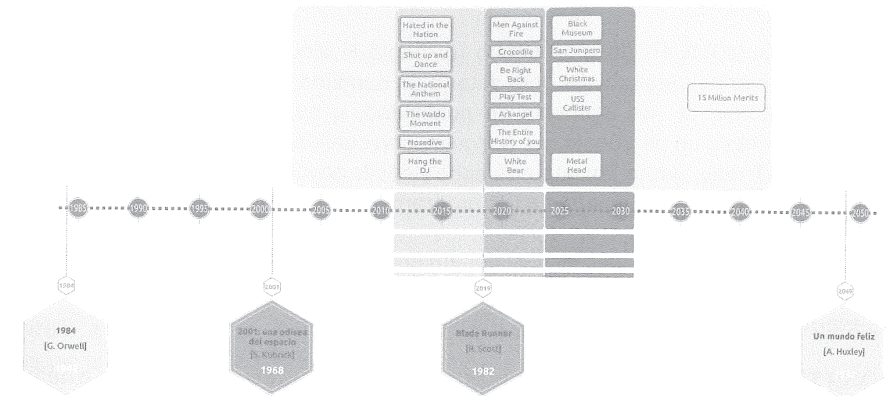 Hated in the
Nation
Shut up and
Dance
The National
Anthem
The Waldo
Moment
Nosedive
Hang the
DJ
Men Against
Fire
Crocodile
Be Right
Back
Play Test
Arkangel
The Entire
History of you
White
Bear
Black
Museum
San Junipero
White
Christmas
USS
Callister
Metal
Head
15 Million Merits
1985
1990
1995
2000
2005
2010
2015
2020
2025
2030
2035
2040
2045
2050
1984
2001
2019
2049
1984
[G. Orwell]
2001: una odisea
del espacio
[S. Kubrick]
1968
Blade Runner
[R. Scott]
1982
Un mundo feliz
[A. Huxley]